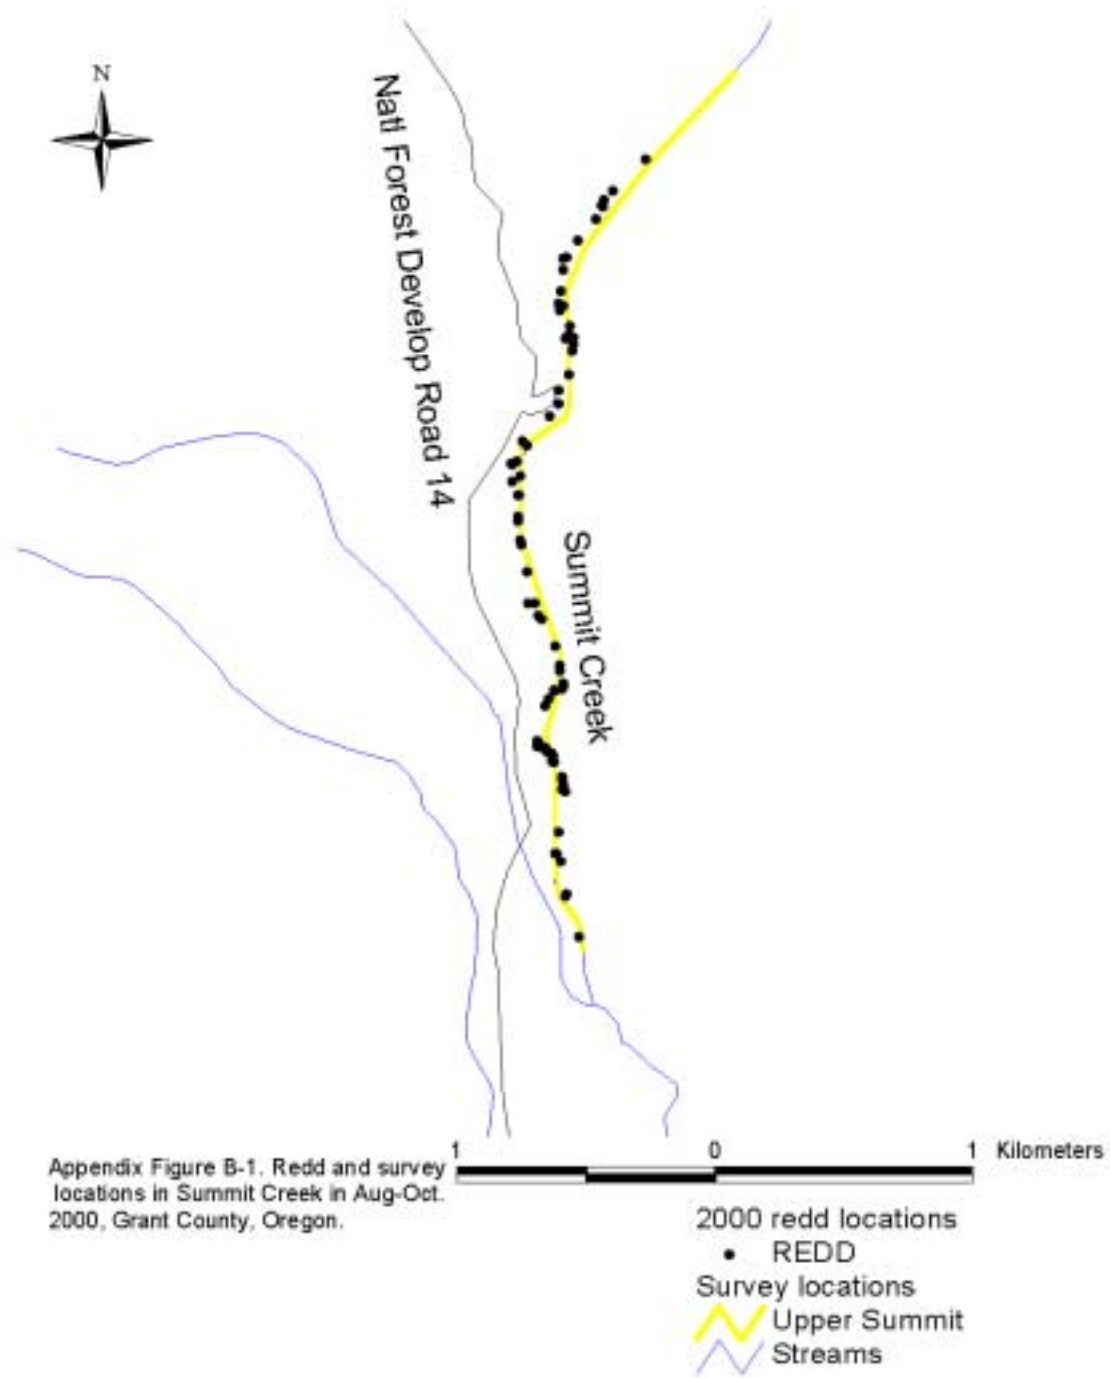 N
Natl Forest Develop Road 14
Summit Creek
1 0 1 Kilometers
Appendix Figure B-1. Redd and survey
locations in Summit Creek in Aug-Oct.
2000, Grant County, Oregon.
2000 redd locations
REDD
Survey locations
Upper Summit
Streams